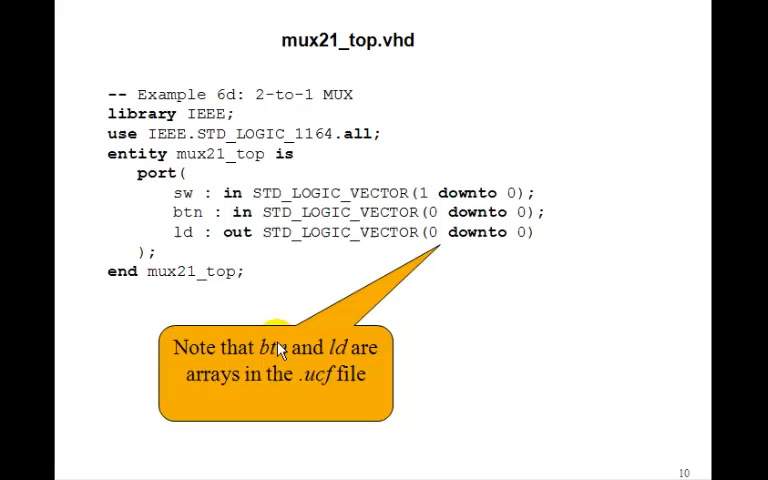 mux21_top.vhd
-- Example 6d: 2-to-1 MUX
library IEEE;
use IEEE.STD_LOGIC_1164.all;
entity mux21_top is
port(
sw : in STD_LOGIC_VECTOR(1 downto 0);
btn : in STD_LOGIC_VECTOR(0 downto 0);
ld : out STD_LOGIC_VECTOR(0 downto 0)
);
end mux21_top;
Note that btn and ld are
arrays in the .ucf file
10